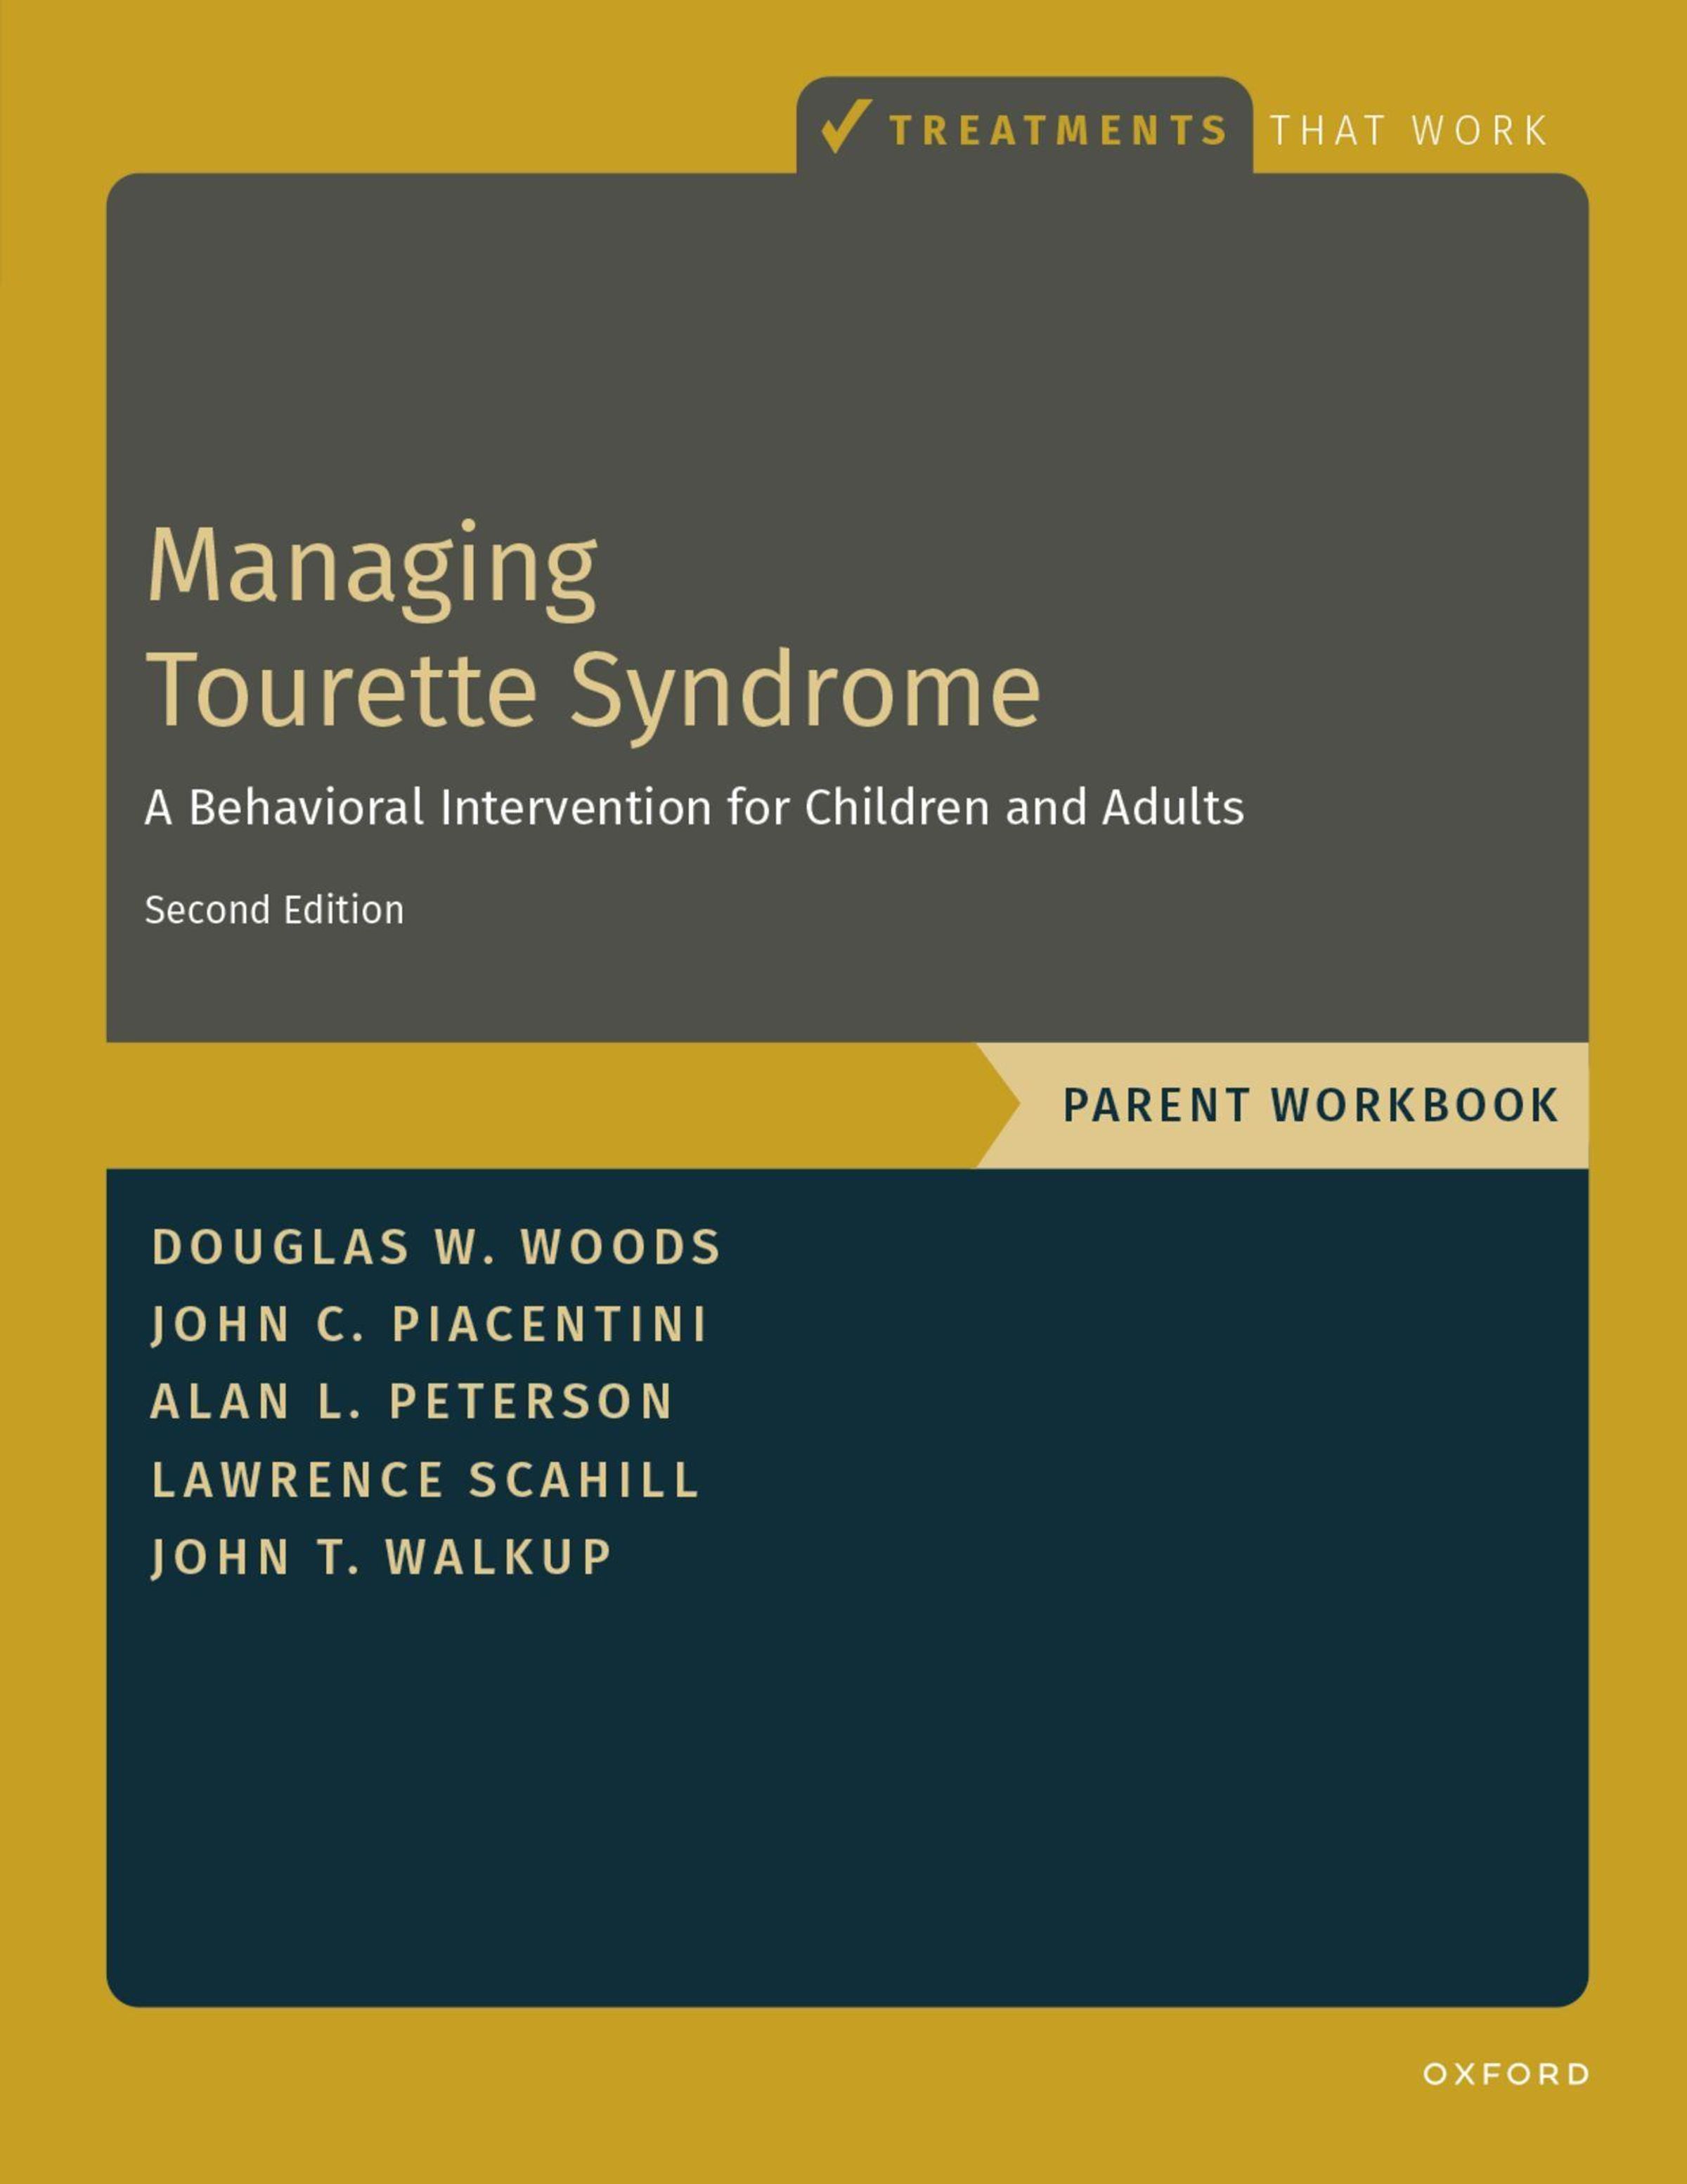 TREATMENTS THAT WORK
Managing
Tourette Syndrome
A Behavioral Intervention for Children and Adults
Second Edition
PARENT WORKBOOK
DOUGLAS W. WOODS
JOHN C. PIACENTINI
ALAN L. PETERSON
LAWRENCE SCAHILL
JOHN T. WALKUP
OXFORD